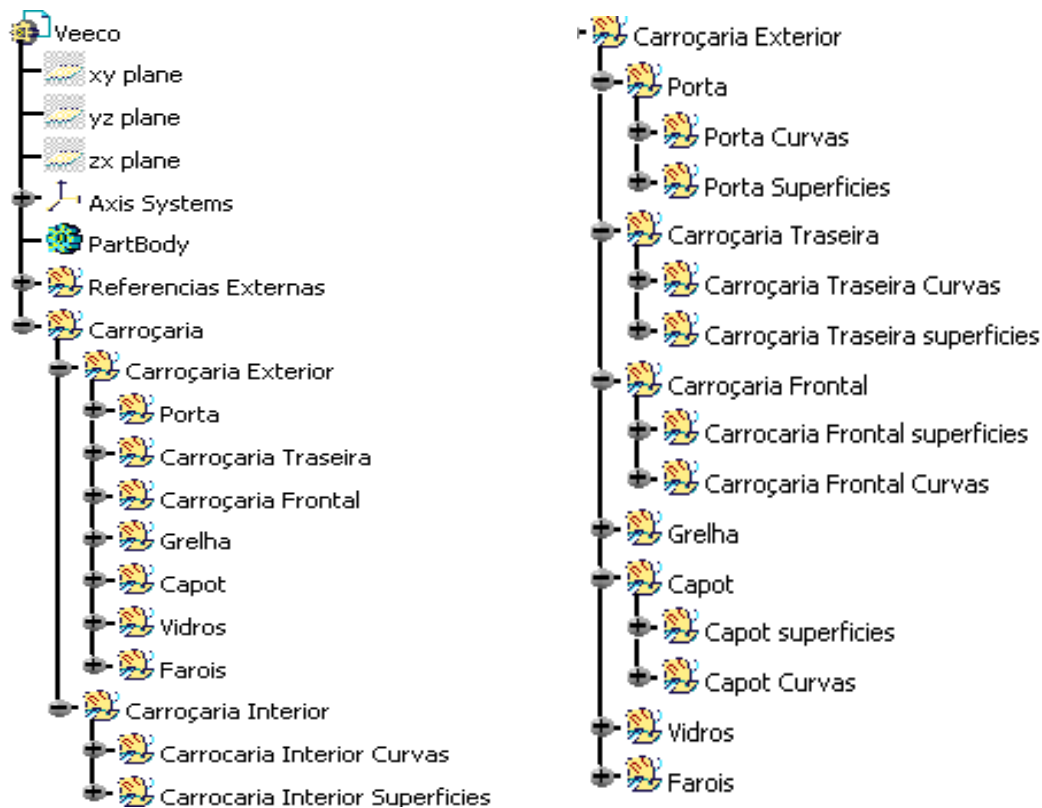 Veeco
xy plane
yz plane
zx plane
Axis Systems
PartBody
Referencias Externas
Carroçaria
Carroçaria Exterior
Porta
Carroçaria Traseira
Carroçaria Frontal
Grelha
Capot
Vidros
Farois
Carroçaria Interior
Carrocaria Interior Curvas
Carrocaria Interior Superficies
Carroçaria Exterior
Porta
Porta Curvas
Porta Superficies
Carroçaria Traseira
Carroçaria Traseira Curvas
Carroçaria Traseira superficies
Carroçaria Frontal
Carrocaria Frontal superficies
Carroçaria Frontal Curvas
Grelha
Capot
Capot superficies
Capot Curvas
Vidros
Farois